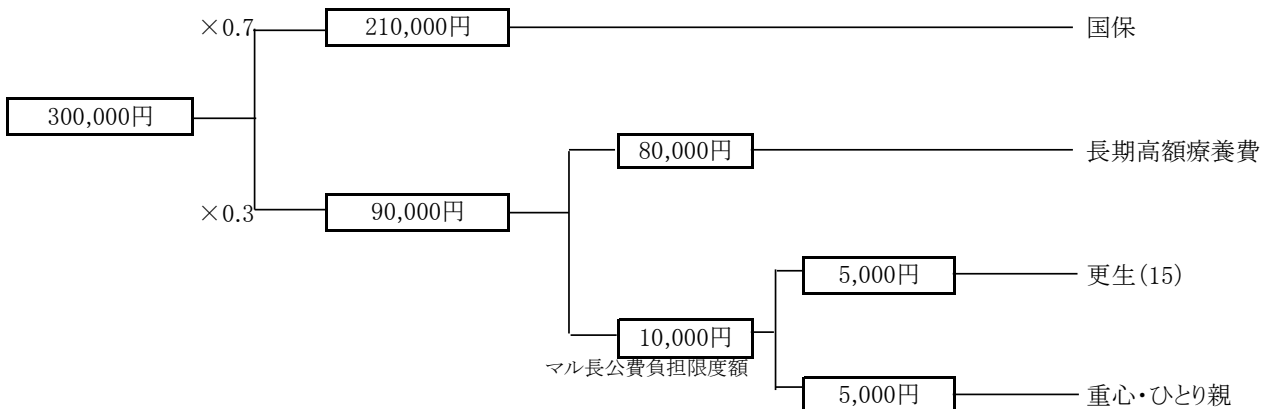 ×0.7
210,000円
国保
300,000円
80,000円
長期高額療養費
×0.3
90,000円
5,000円
更生(15)
10,000円
マル長公費負担限度額
5,000円
重心・ひとり親